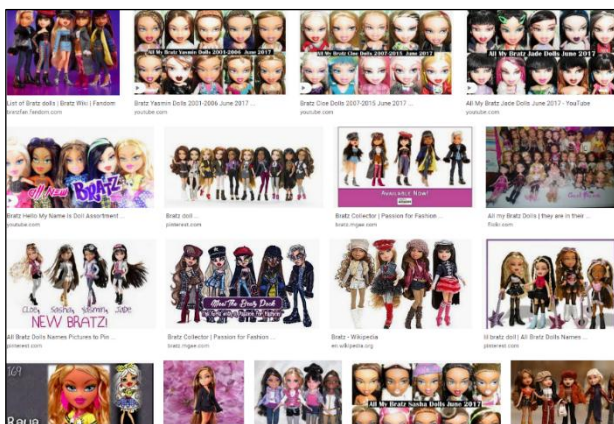 All My Bratz Yasmin Dolls 2001-2006 June 2017
All My Bratz Cloe Dolls 2007-2015 June 2017
All My Bratz Jade Dolls June 2017
List of Bratz dolls | Bratz Wiki | Fandom
bratzfan.fandom.com
Bratz Yasmin Dolls 2001-2006 June 2017 ...
youtube.com
Bratz Cloe Dolls 2007-2015 June 2017 ...
youtube.com
All My Bratz Jade Dolls June 2017 - YouTube
youtube.com
All New BRATZ
AVAILABLE NOW!
Bratz Hello My Name Is Doll Assortment ...
youtube.com
Bratz doll ...
pinterest.com
Bratz Collector | Passion for Fashion ...
bratz.mgae.com
All my Bratz Dolls | they are in their ...
flickr.com
CLOE, Sasha, Yasmin, Jade
NEW BRATZ!
Meet The Bratz Pack
All Bratz Dolls Names Pictures to Pin ...
pinterest.com
Bratz Collector | Passion for Fashion ...
bratz.mgae.com
Bratz - Wikipedia
en.wikipedia.org
lil bratz doll | All Bratz Dolls Names ...
pinterest.com
169
Raya
All My Bratz Sasha Dolls June 2017